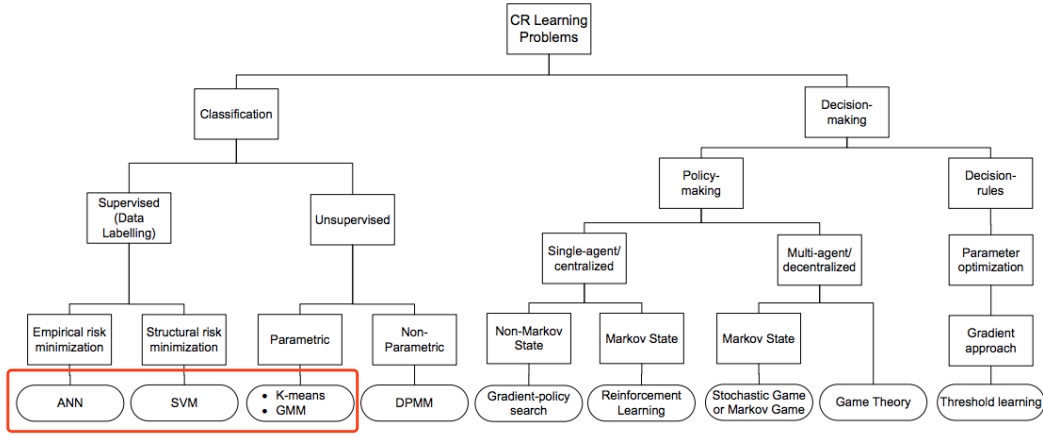 CR Learning
Problems
Classification
Decision-
making
Policy-
making
Decision-
rules
Supervised
(Data
Labelling)
Unsupervised
Single-agent/
centralized
Multi-agent/
decentralized
Parameter
optimization
Empirical risk
minimization
Structural risk
minimization
Parametric
Non-
Parametric
Non-Markov
State
Markov State
Markov State
Gradient
approach
ANN
SVM
• K-means
• GMM
DPMM
Gradient-policy
search
Reinforcement
Learning
Stochastic Game
or Markov Game
Game Theory
Threshold learning